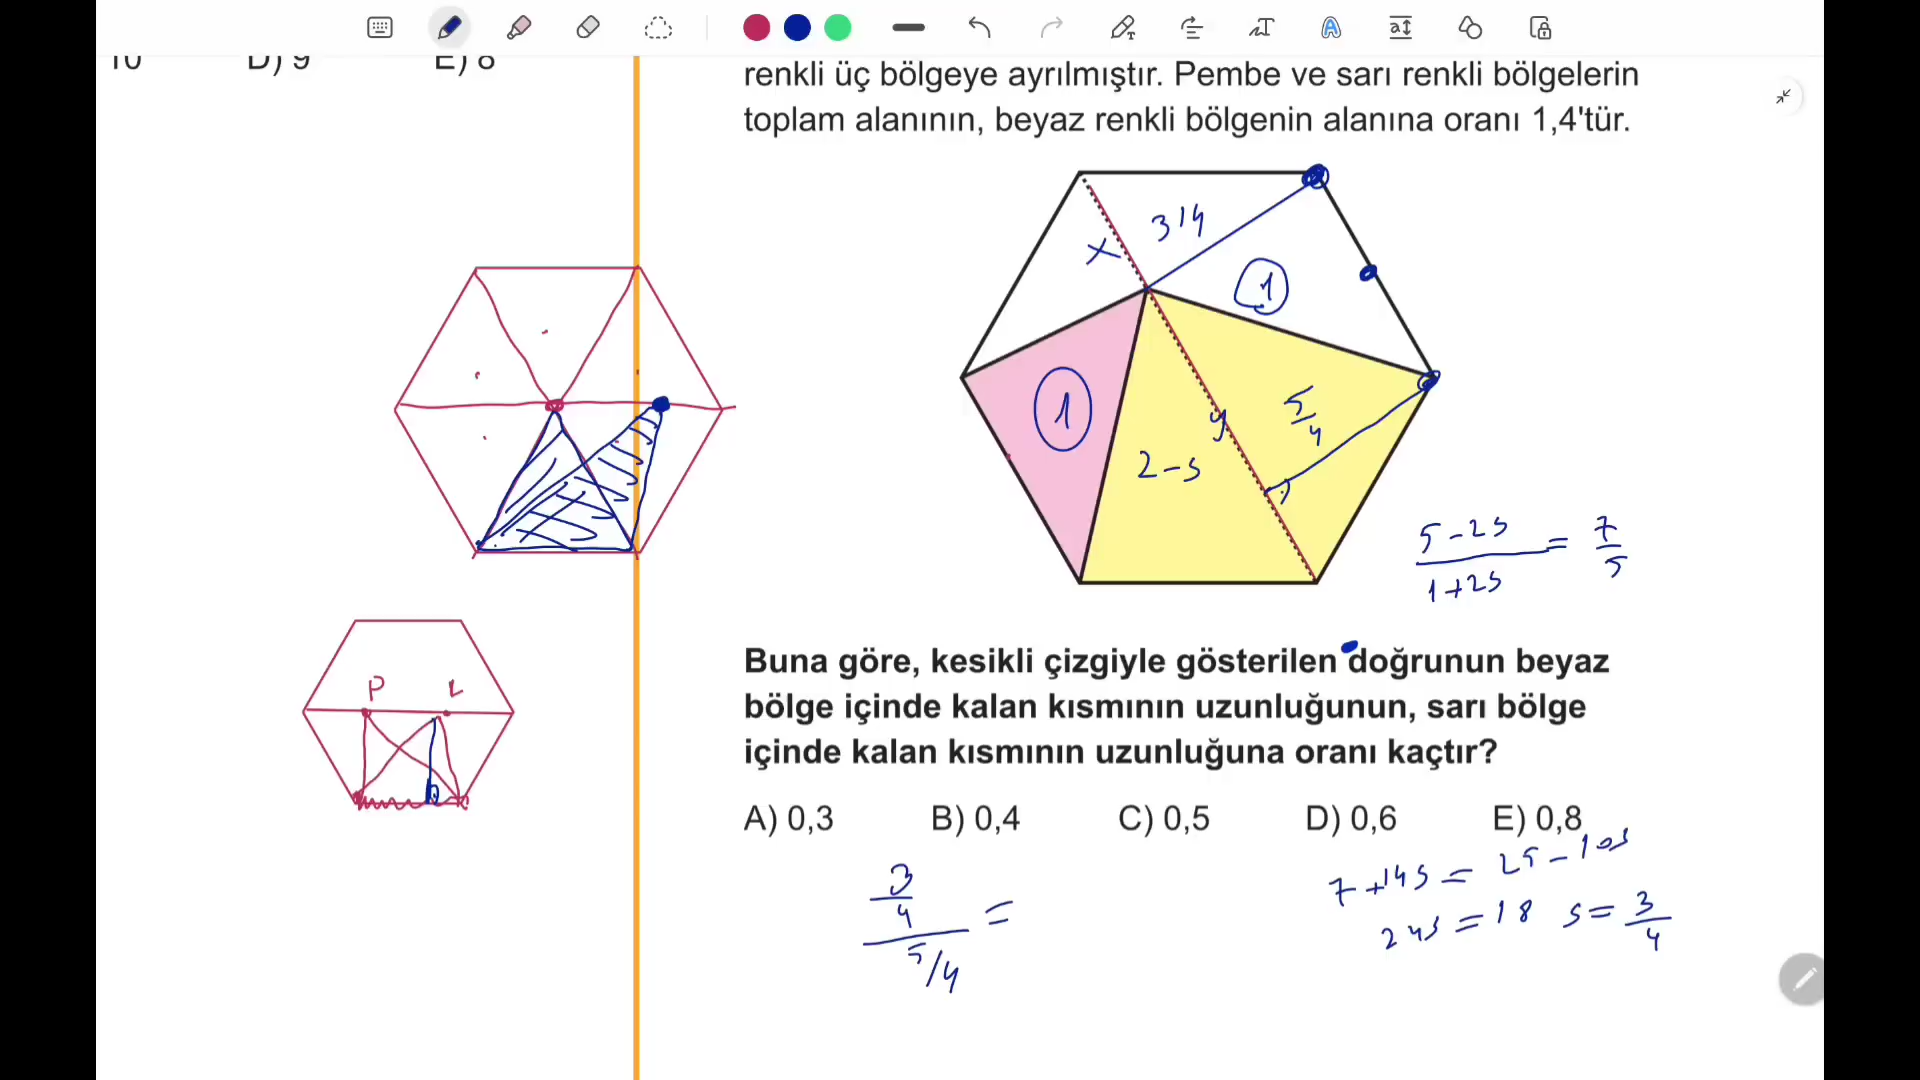 10 D) 9 E) 8
renkli üç bölgeye ayrılmıştır. Pembe ve sarı renkli bölgelerin
toplam alanının, beyaz renkli bölgenin alanına oranı 1,4'tür.
x 3/4
1
1 2-s y 5/4
5-2s/1+2s = 7/5
P L
Buna göre, kesikli çizgiyle gösterilen doğrunun beyaz
bölge içinde kalan kısmının uzunluğunun, sarı bölge
içinde kalan kısmının uzunluğuna oranı kaçtır?
A) 0,3 B) 0,4 C) 0,5 D) 0,6 E) 0,8
7+14s = 25-10s
24s = 18 s = 3/4
3/4 / 5/4 =